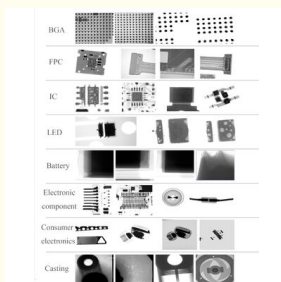 BGA
FPC
IC
LED
Battery
Electronic
component
Consumer
electronics
Casting